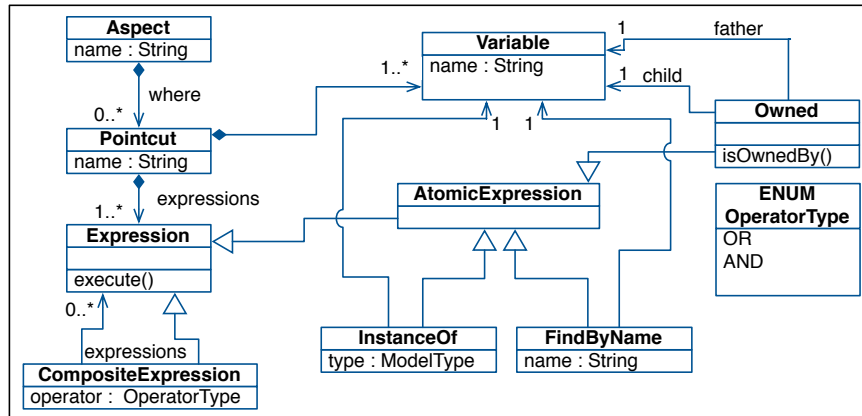 Aspect
name : String
where
0..*
Pointcut
name : String
expressions
1..*
Expression
execute()
0..*
expressions
CompositeExpression
operator : OperatorType
1..*
Variable
name : String
1
father
1
child
1
1
Owned
isOwnedBy()
AtomicExpression
ENUM
OperatorType
OR
AND
InstanceOf
type : ModelType
FindByName
name : String